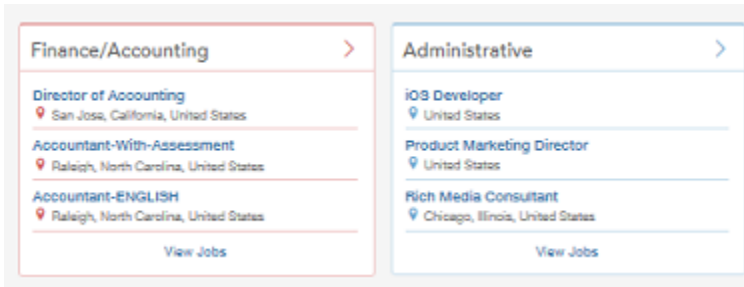 Finance/Accounting
Director of Accounting
San Jose, California, United States
Accountant-With-Assessment
Raleigh, North Carolina, United States
Accountant-ENGLISH
Raleigh, North Carolina, United States
View Jobs
Administrative
iOS Developer
United States
Product Marketing Director
United States
Rich Media Consultant
Chicago, Illinois, United States
View Jobs